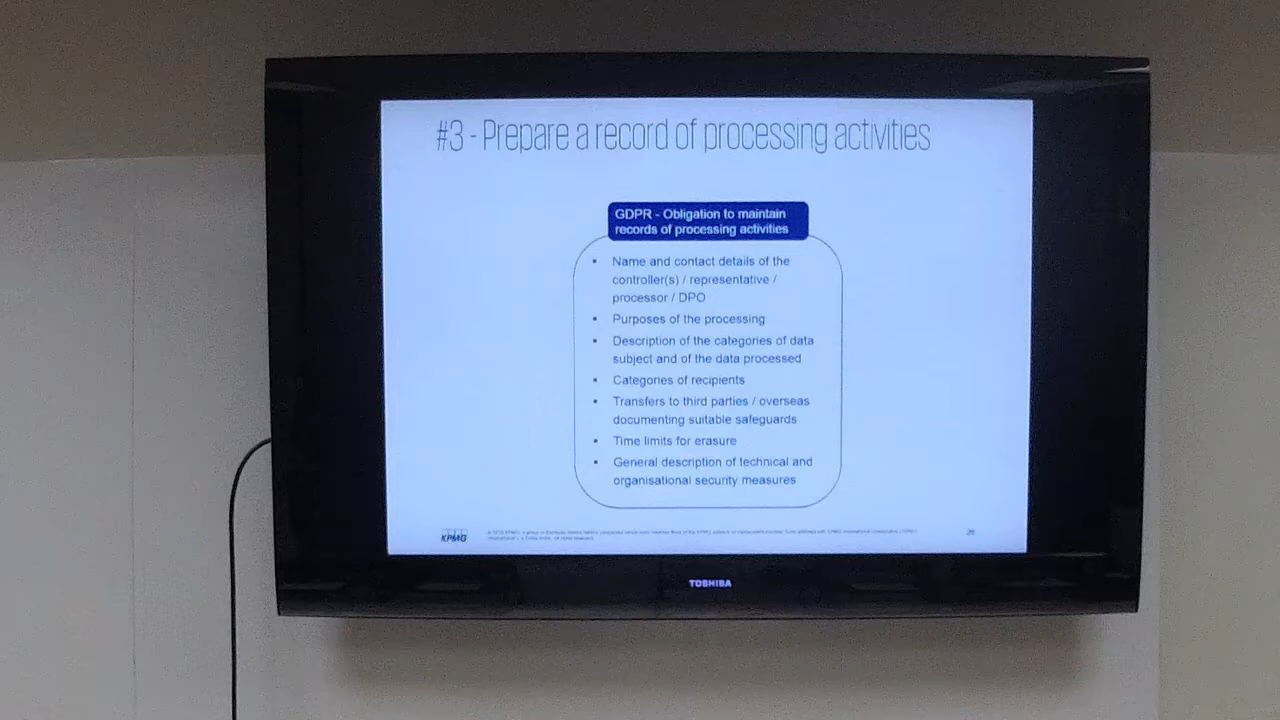 #3 - Prepare a record of processing activities
GDPR - Obligation to maintain
records of processing activities
▪ Name and contact details of the
controller(s) / representative /
processor / DPO
▪ Purposes of the processing
▪ Description of the categories of data
subject and of the data processed
▪ Categories of recipients
▪ Transfers to third parties / overseas
documenting suitable safeguards
▪ Time limits for erasure
▪ General description of technical and
organisational security measures
KPMG
TOSHIBA